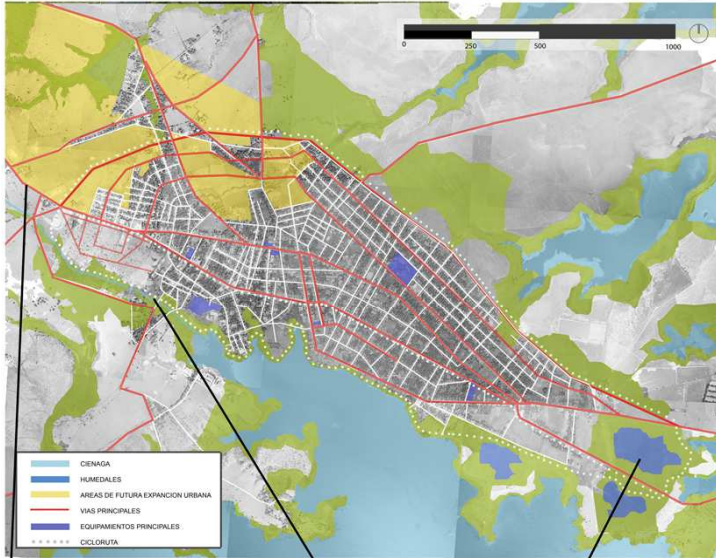 0 250 500 1000
CIENAGA
HUMEDALES
AREAS DE FUTURA EXPANCION URBANA
VIAS PRINCIPALES
EQUIPAMIENTOS PRINCIPALES
CICLORUTA